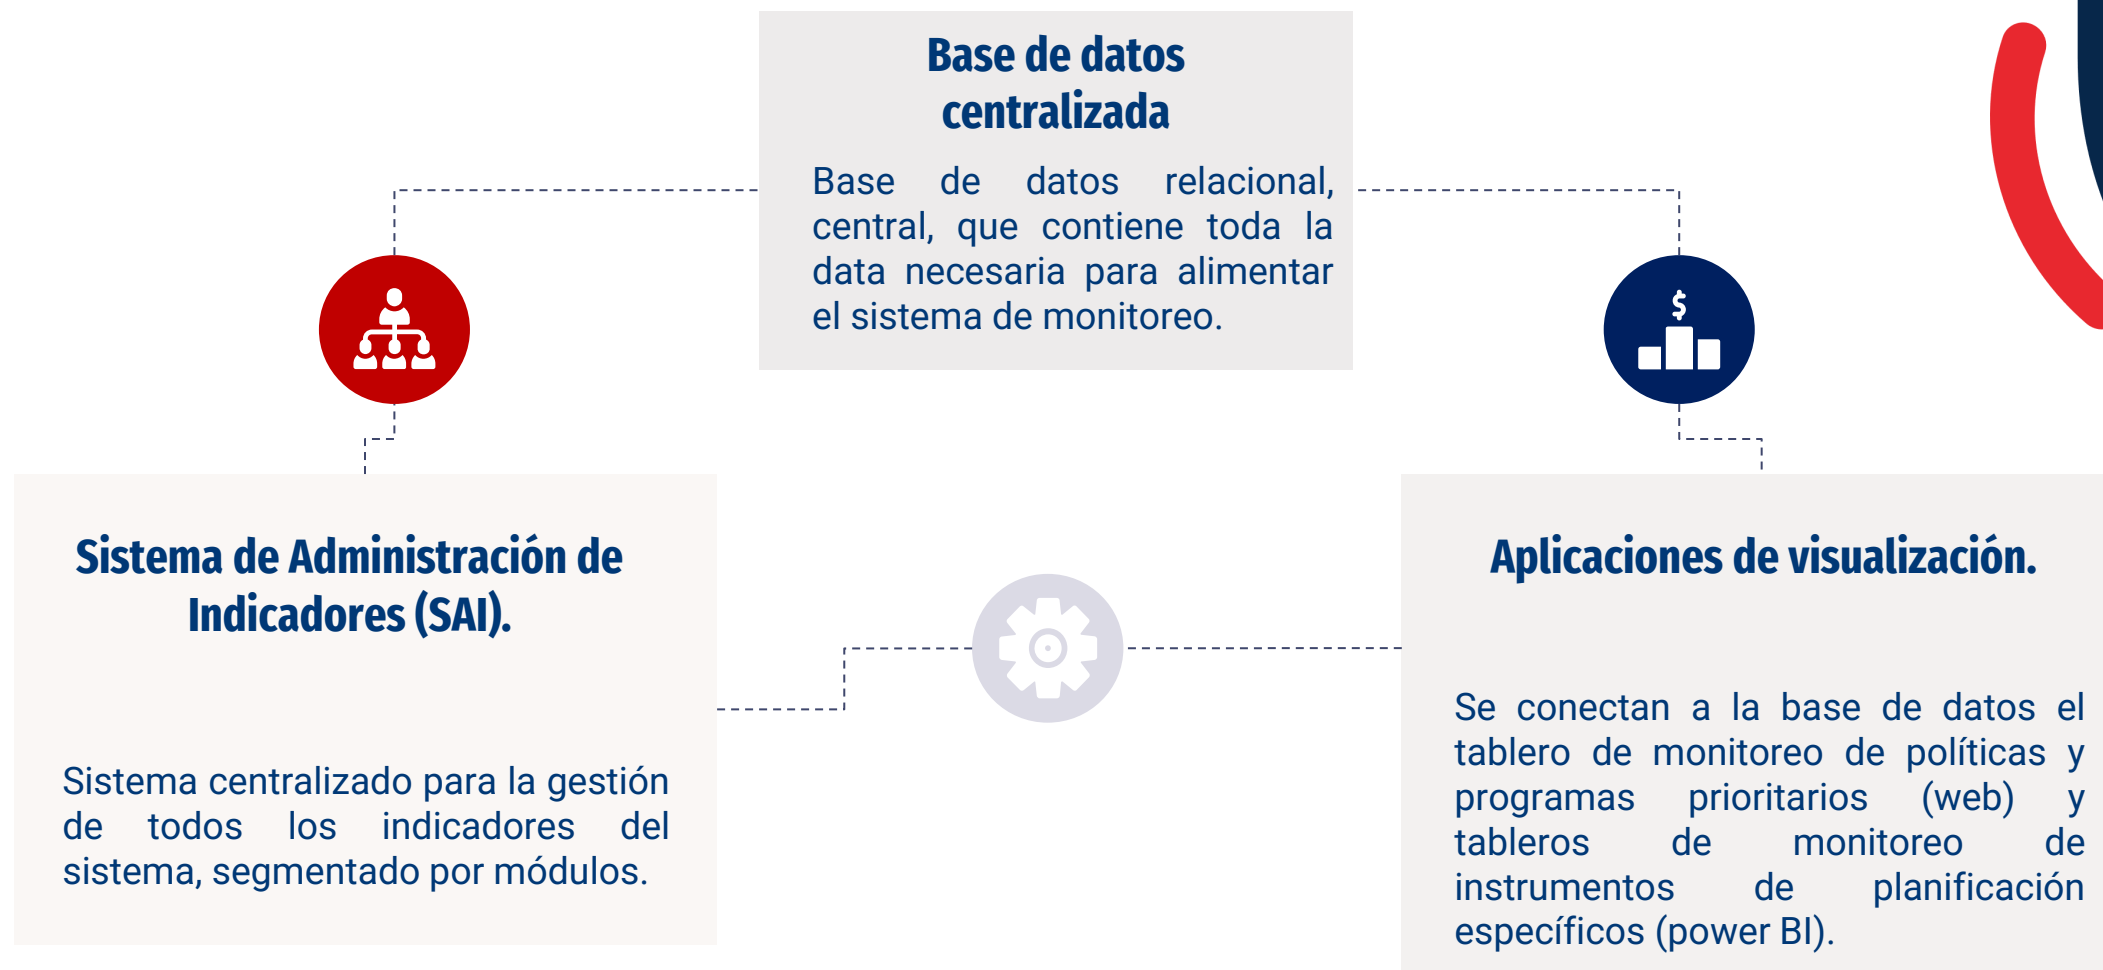 Base de datos
centralizada
Base de datos relacional,
central, que contiene toda la
data necesaria para alimentar
el sistema de monitoreo.
$
Sistema de Administración de
Indicadores (SAI).
Sistema centralizado para la gestión
de todos los indicadores del
sistema, segmentado por módulos.
Aplicaciones de visualización.
Se conectan a la base de datos el
tablero de monitoreo de políticas y
programas prioritarios (web) y
tableros de monitoreo de
instrumentos de planificación
específicos (power BI).